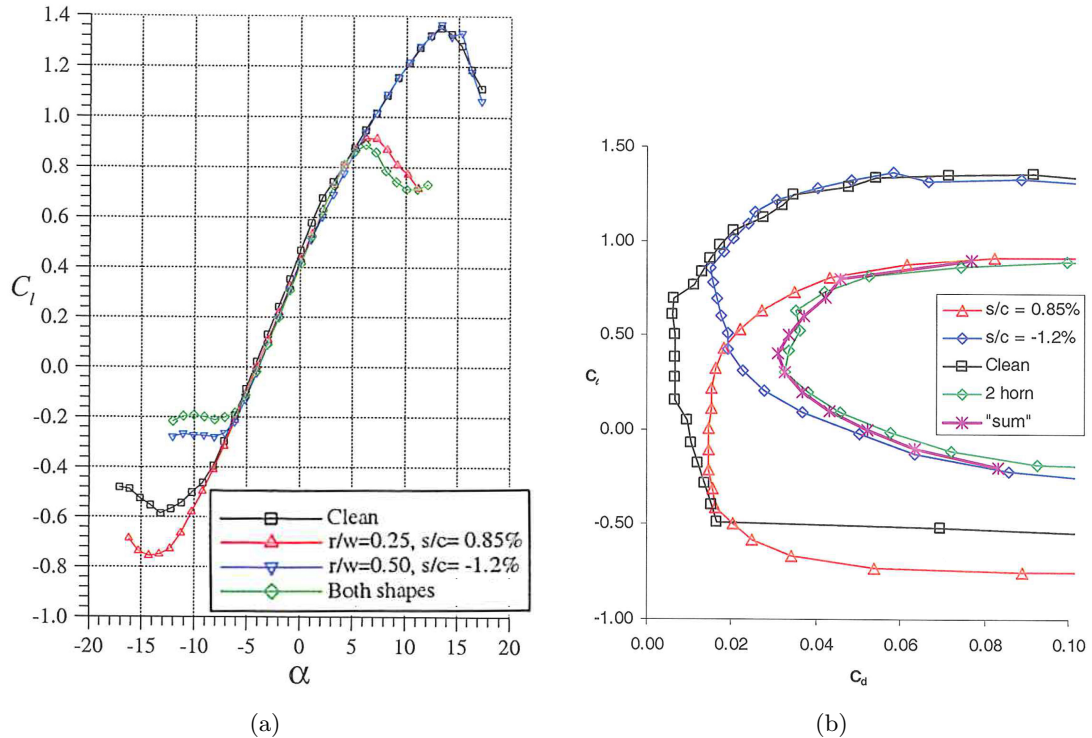 1.4
1.2
1.0
0.8
0.6
0.4
0.2
0.0
-0.2
-0.4
-0.6
-0.8
-1.0
C_l
-20 -15 -10 -5 0 5 10 15 20
α
Clean
r/w=0.25, s/c= 0.85%
r/w=0.50, s/c= -1.2%
Both shapes
(a)
1.50
1.00
0.50
0.00
-0.50
-1.00
C_ℓ
0.00 0.02 0.04 0.06 0.08 0.10
C_d
s/c = 0.85%
s/c = -1.2%
Clean
2 horn
"sum"
(b)